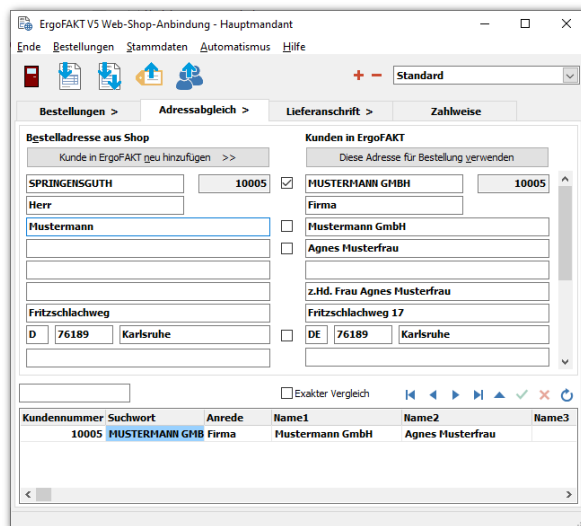 ErgoFAKT V5 Web-Shop-Anbindung - Hauptmandant
Ende Bestellungen Stammdaten Automatismus Hilfe
Standard
Bestellungen > Adressabgleich > Lieferanschrift > Zahlweise
Bestelladresse aus Shop Kunden in ErgoFAKT
Kunde in ErgoFAKT neu hinzufügen >> Diese Adresse für Bestellung verwenden
SPRINGENSGUTH 10005 MUSTERMANN GMBH 10005
Herr Firma
Mustermann Mustermann GmbH
Agnes Musterfrau
z.Hd. Frau Agnes Musterfrau
Fritzschlachweg Fritzschlachweg 17
D 76189 Karlsruhe DE 76189 Karlsruhe
Exakter Vergleich
Kundennummer Suchwort Anrede Name1 Name2 Name3
10005 MUSTERMANN GMB Firma Mustermann GmbH Agnes Musterfrau